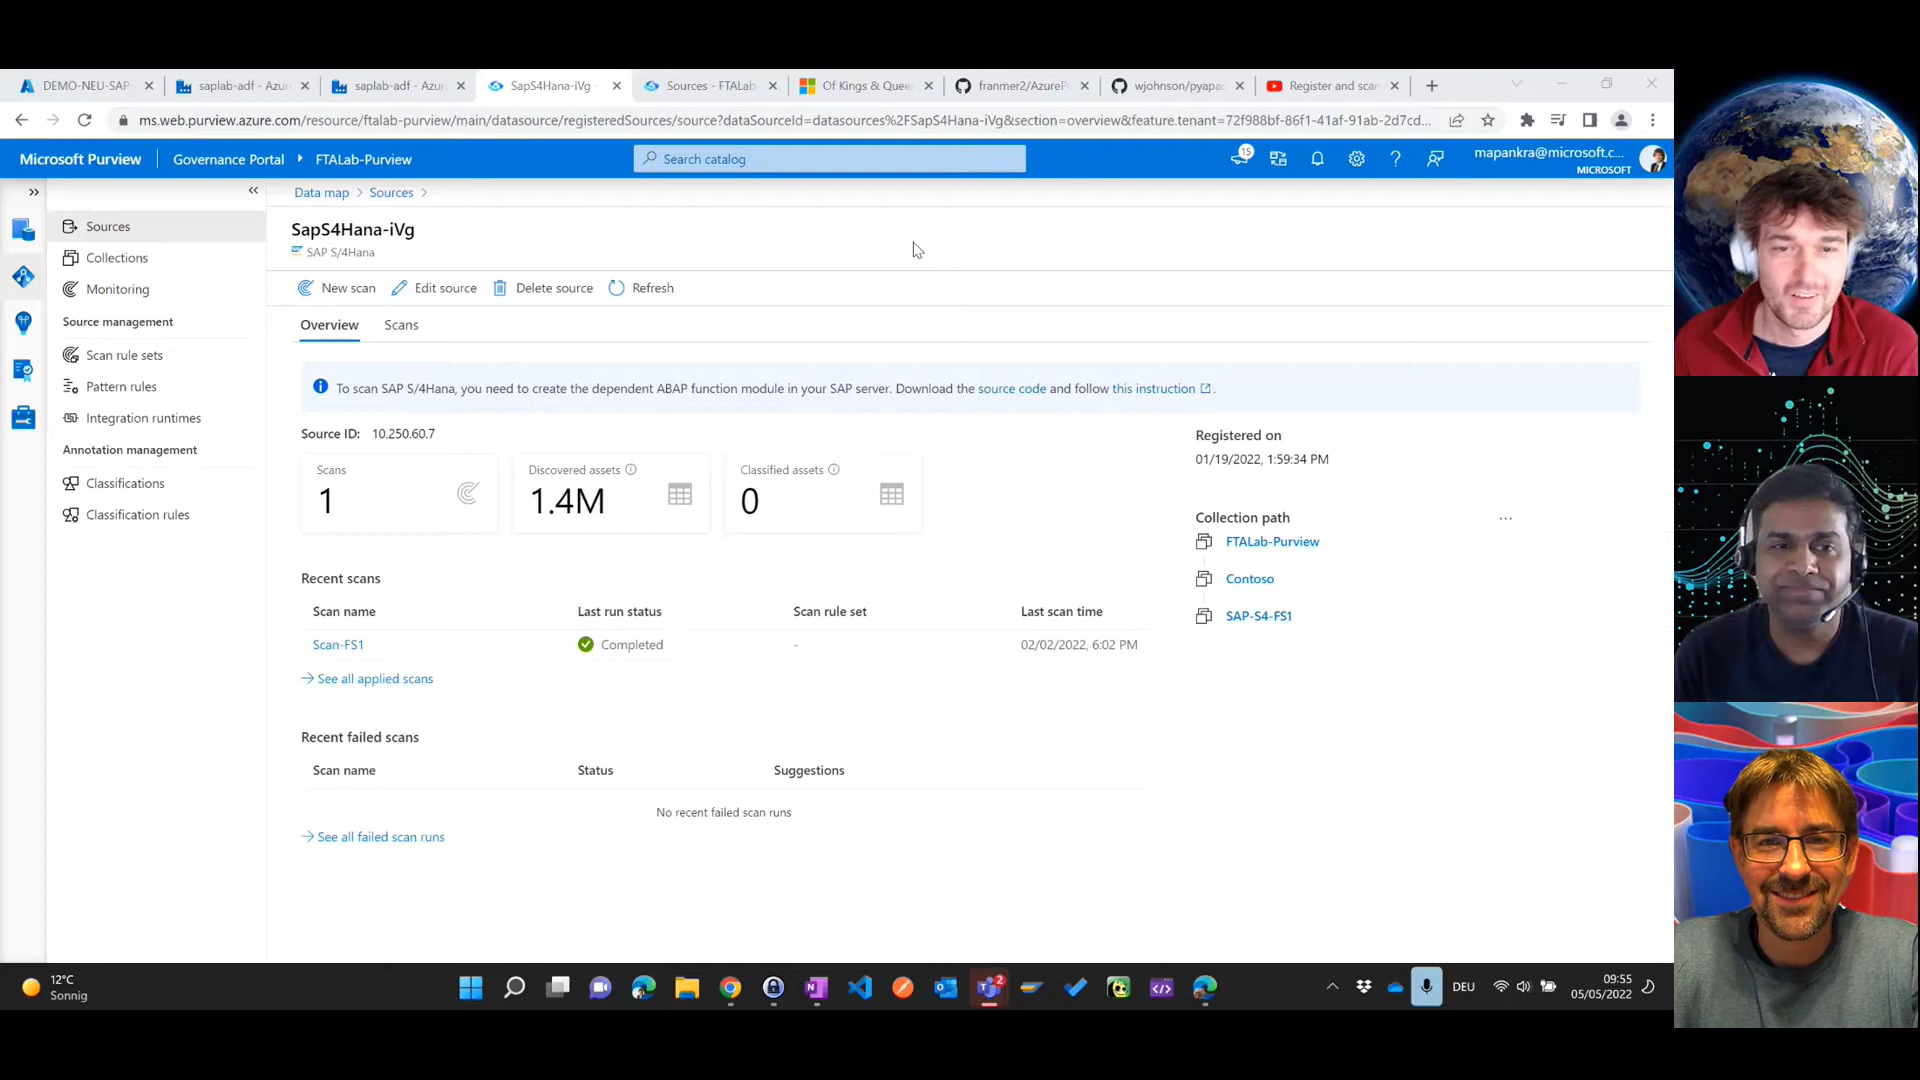 DEMO-NEU-SAP-
saplab-adf - Azur
saplab-adf - Azur
SapS4Hana-iVg -
Sources - FTALab
Of Kings & Quee
franmer2/AzurePu
wjohnson/pyapac
Register and scan
ms.web.purview.azure.com/resource/ftalab-purview/main/datasource/registeredSources/source?dataSourceId=datasources%2FSapS4Hana-iVg&section=overview&feature.tenant=72f988bf-86f1-41af-91ab-2d7cd...
Microsoft Purview
Governance Portal
FTALab-Purview
Search catalog
15
mapankra@microsoft.c...
MICROSOFT
Sources
Collections
Monitoring
Source management
Scan rule sets
Pattern rules
Integration runtimes
Annotation management
Classifications
Classification rules
Data map > Sources >
SapS4Hana-iVg
SAP S/4Hana
New scan
Edit source
Delete source
Refresh
Overview
Scans
To scan SAP S/4Hana, you need to create the dependent ABAP function module in your SAP server. Download the source code and follow this instruction .
Source ID: 10.250.60.7
Scans
1
Discovered assets
1.4M
Classified assets
0
Registered on
01/19/2022, 1:59:34 PM
Collection path
...
FTALab-Purview
Contoso
SAP-S4-FS1
Recent scans
Scan name Last run status Scan rule set Last scan time
Scan-FS1 Completed - 02/02/2022, 6:02 PM
See all applied scans
Recent failed scans
Scan name Status Suggestions
No recent failed scan runs
See all failed scan runs
12°C
Sonnig
2
DEU
09:55
05/05/2022